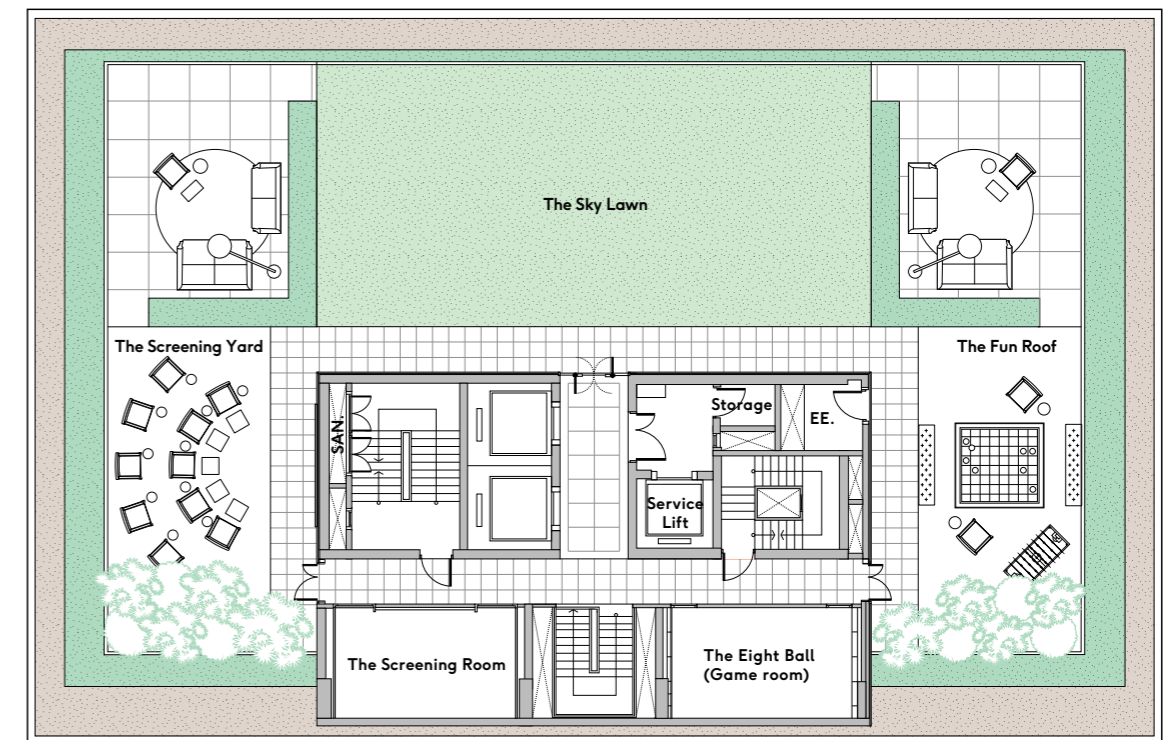 The Sky Lawn
The Screening Yard
The Fun Roof
SAN.
Storage
EE.
Service
Lift
The Screening Room
The Eight Ball
(Game room)